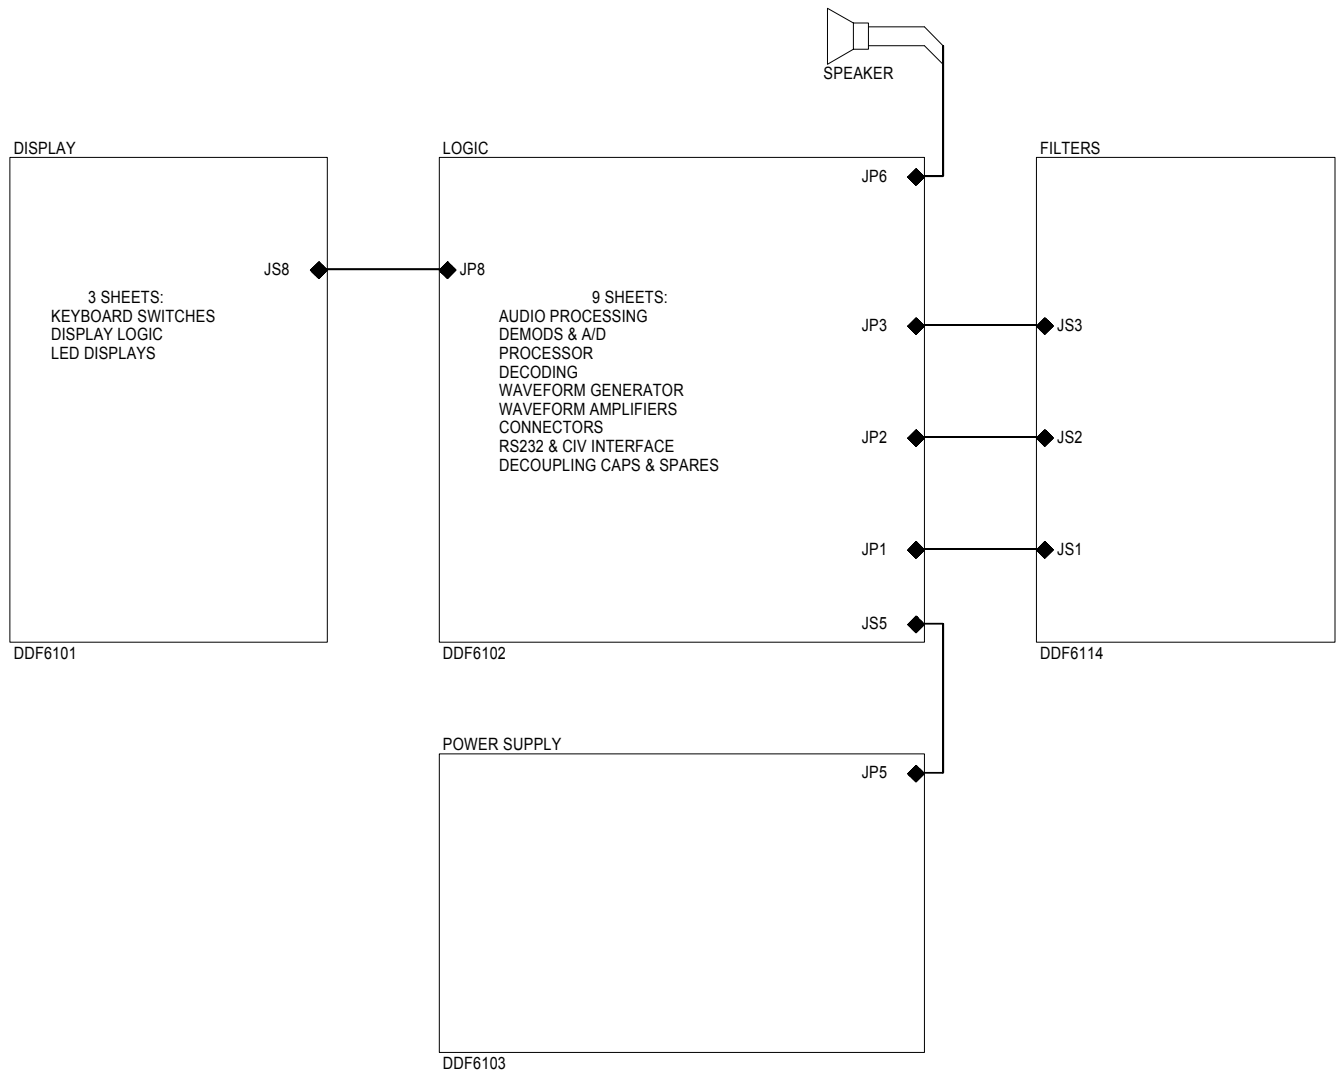 SPEAKER
DISPLAY
LOGIC
FILTERS
JP6
JS8
JP8
3 SHEETS:
KEYBOARD SWITCHES
DISPLAY LOGIC
LED DISPLAYS
9 SHEETS:
AUDIO PROCESSING
DEMODS & A/D
PROCESSOR
DECODING
WAVEFORM GENERATOR
WAVEFORM AMPLIFIERS
CONNECTORS
RS232 & CIV INTERFACE
DECOUPLING CAPS & SPARES
JP3
JS3
JP2
JS2
JP1
JS1
JS5
DDF6101
DDF6102
DDF6114
POWER SUPPLY
JP5
DDF6103